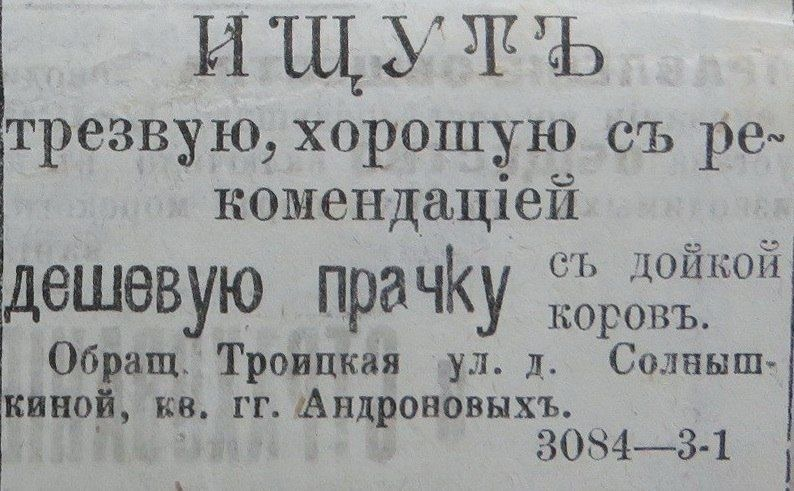 ИЩУТЪ
трезвую, хорошую съ ре-
комендаціей
дешевую прачку съ дойкой
коровъ.
Обращ. Троицкая ул. д. Солныш-
киной, кв. гг. Андроновыхъ.
3084—3-1